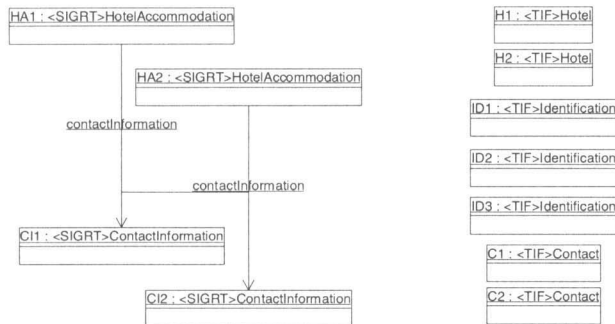 HA1 : <SIGRT>HotelAccommodation
HA2 : <SIGRT>HotelAccommodation
contactInformation
contactInformation
CI1 : <SIGRT>ContactInformation
CI2 : <SIGRT>ContactInformation
H1 : <TIF>Hotel
H2 : <TIF>Hotel
ID1 : <TIF>Identification
ID2 : <TIF>Identification
ID3 : <TIF>Identification
C1 : <TIF>Contact
C2 : <TIF>Contact